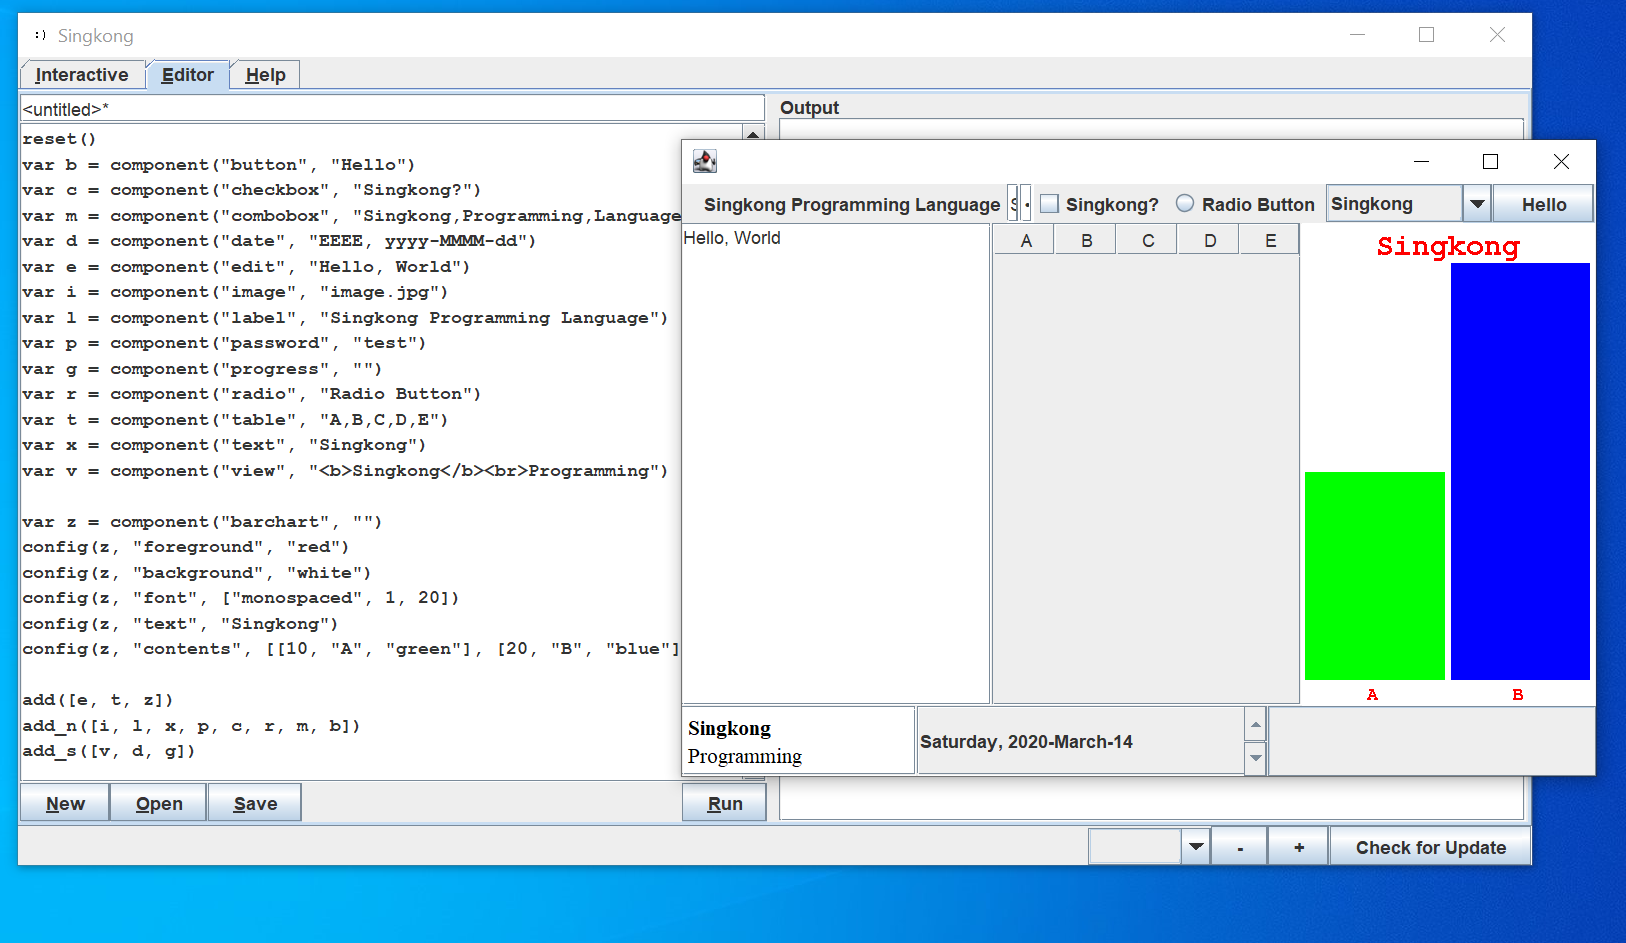 :) Singkong
Interactive Editor Help
<untitled>*
Output
reset()
var b = component("button", "Hello")
var c = component("checkbox", "Singkong?")
var m = component("combobox", "Singkong,Programming,Language
var d = component("date", "EEEE, yyyy-MMMM-dd")
var e = component("edit", "Hello, World")
var i = component("image", "image.jpg")
var l = component("label", "Singkong Programming Language")
var p = component("password", "test")
var g = component("progress", "")
var r = component("radio", "Radio Button")
var t = component("table", "A,B,C,D,E")
var x = component("text", "Singkong")
var v = component("view", "<b>Singkong</b><br>Programming")
var z = component("barchart", "")
config(z, "foreground", "red")
config(z, "background", "white")
config(z, "font", ["monospaced", 1, 20])
config(z, "text", "Singkong")
config(z, "contents", [[10, "A", "green"], [20, "B", "blue"]
add([e, t, z])
add_n([i, l, x, p, c, r, m, b])
add_s([v, d, g])
New Open Save Run
Singkong Programming Language Singkong? Radio Button Singkong Hello
Hello, World
A B C D E
Singkong
A B
Singkong
Programming
Saturday, 2020-March-14
- + Check for Update